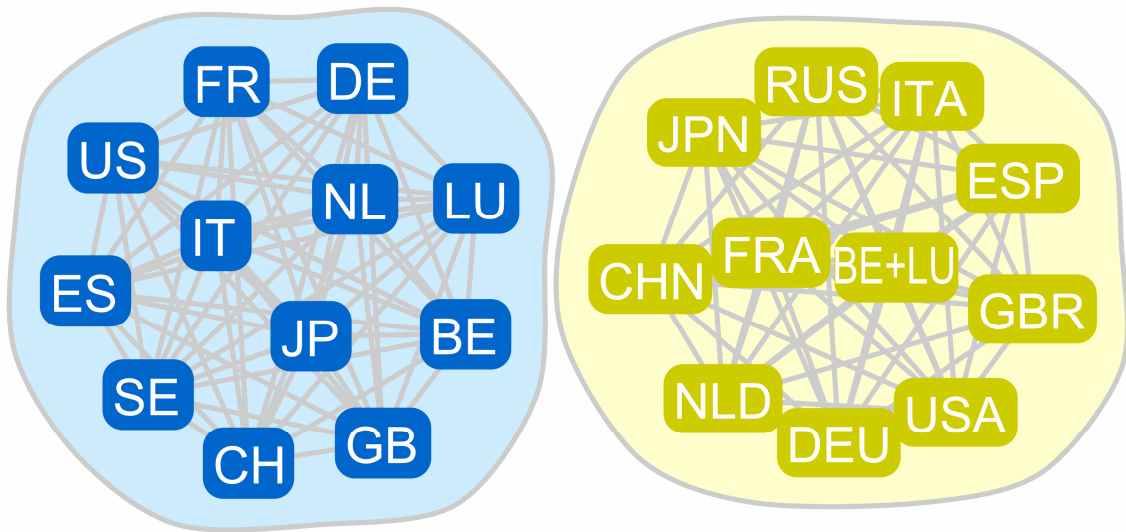 FR
DE
US
NL
LU
IT
ES
JP
BE
SE
CH
GB
RUS
ITA
JPN
ESP
FRA
BE+LU
CHN
GBR
NLD
USA
DEU